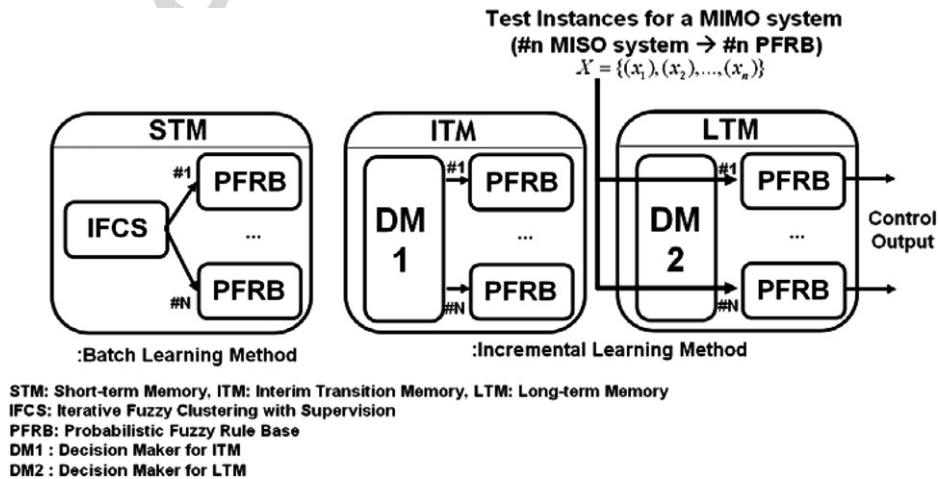 Test Instances for a MIMO system
(#n MISO system → #n PFRB)
X = {(x₁),(x₂),...,(xₙ)}
STM
IFCS
#1
PFRB
...
#N
PFRB
:Batch Learning Method
ITM
DM
1
#1
PFRB
...
#N
PFRB
LTM
DM
2
#1
PFRB
...
#N
PFRB
Control
Output
:Incremental Learning Method
STM: Short-term Memory, ITM: Interim Transition Memory, LTM: Long-term Memory
IFCS: Iterative Fuzzy Clustering with Supervision
PFRB: Probabilistic Fuzzy Rule Base
DM1 : Decision Maker for ITM
DM2 : Decision Maker for LTM